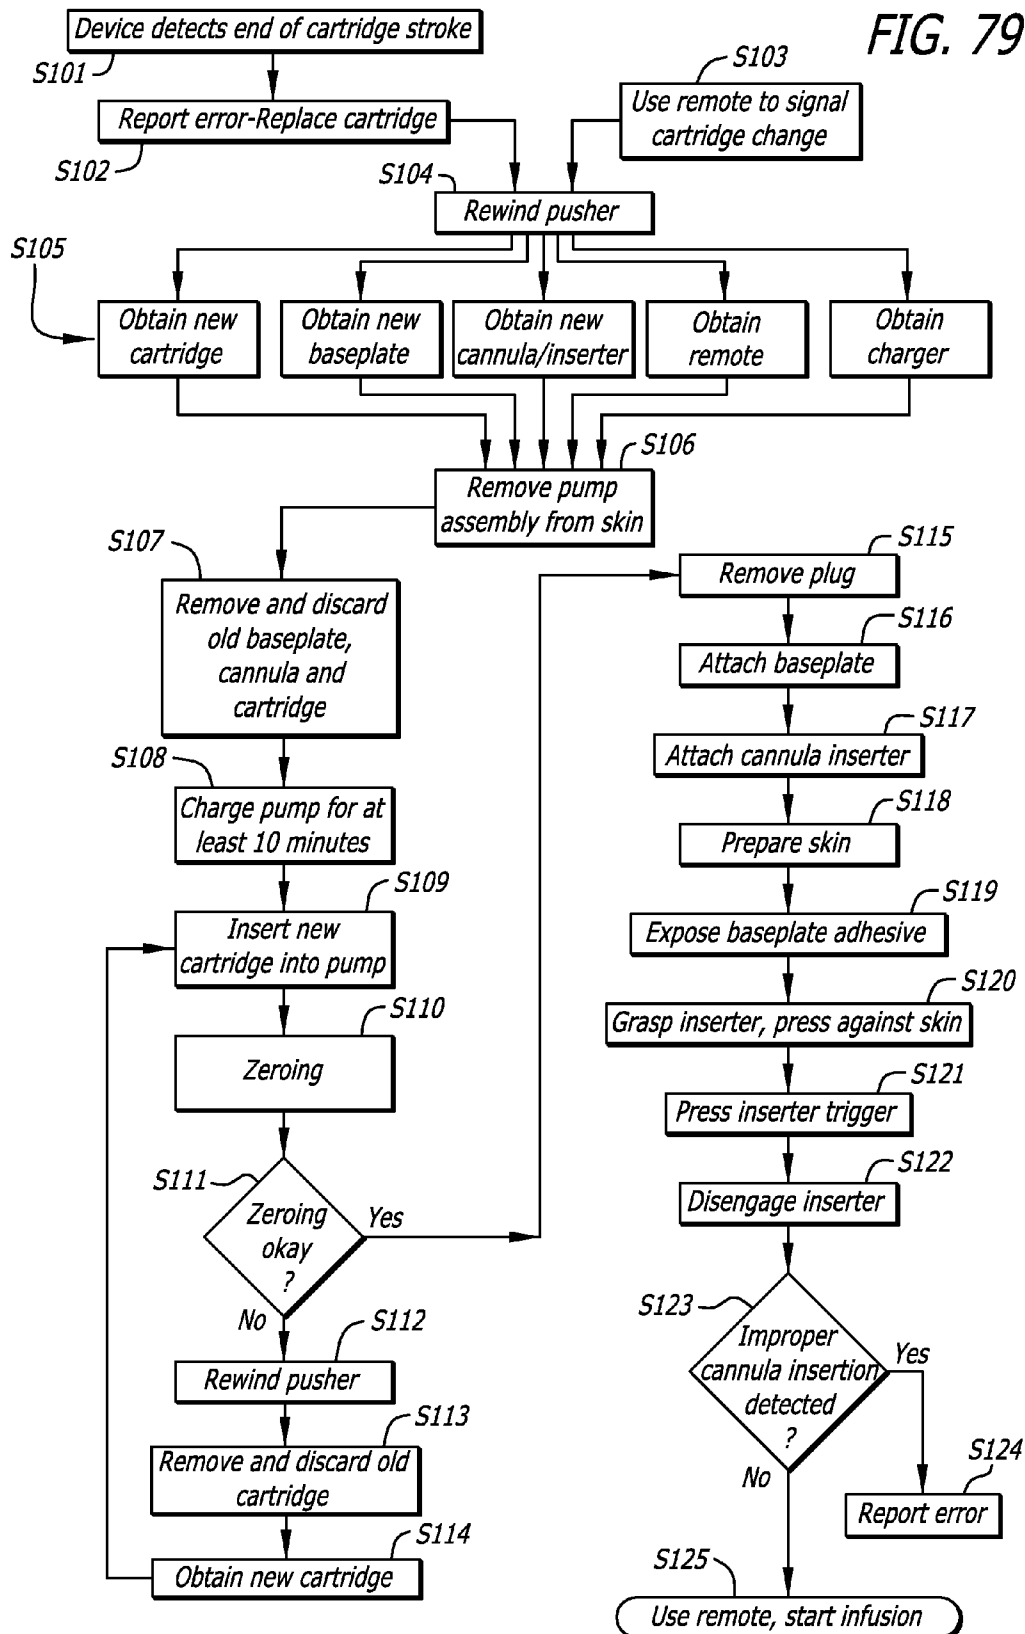 FIG. 79
Device detects end of cartridge stroke
S101
S103
Report error-Replace cartridge
Use remote to signal
cartridge change
S102
S104
Rewind pusher
S105
Obtain new
cartridge
Obtain new
baseplate
Obtain new
cannula/inserter
Obtain
remote
Obtain
charger
S106
Remove pump
assembly from skin
S107
Remove and discard
old baseplate,
cannula and
cartridge
S108
Charge pump for at
least 10 minutes
S109
Insert new
cartridge into pump
S110
Zeroing
S111
Zeroing
okay
?
Yes
No
S112
Rewind pusher
S113
Remove and discard old
cartridge
S114
Obtain new cartridge
S115
Remove plug
S116
Attach baseplate
S117
Attach cannula inserter
S118
Prepare skin
S119
Expose baseplate adhesive
S120
Grasp inserter, press against skin
S121
Press inserter trigger
S122
Disengage inserter
S123
Improper
cannula insertion
detected
?
Yes
No
S124
Report error
S125
Use remote, start infusion